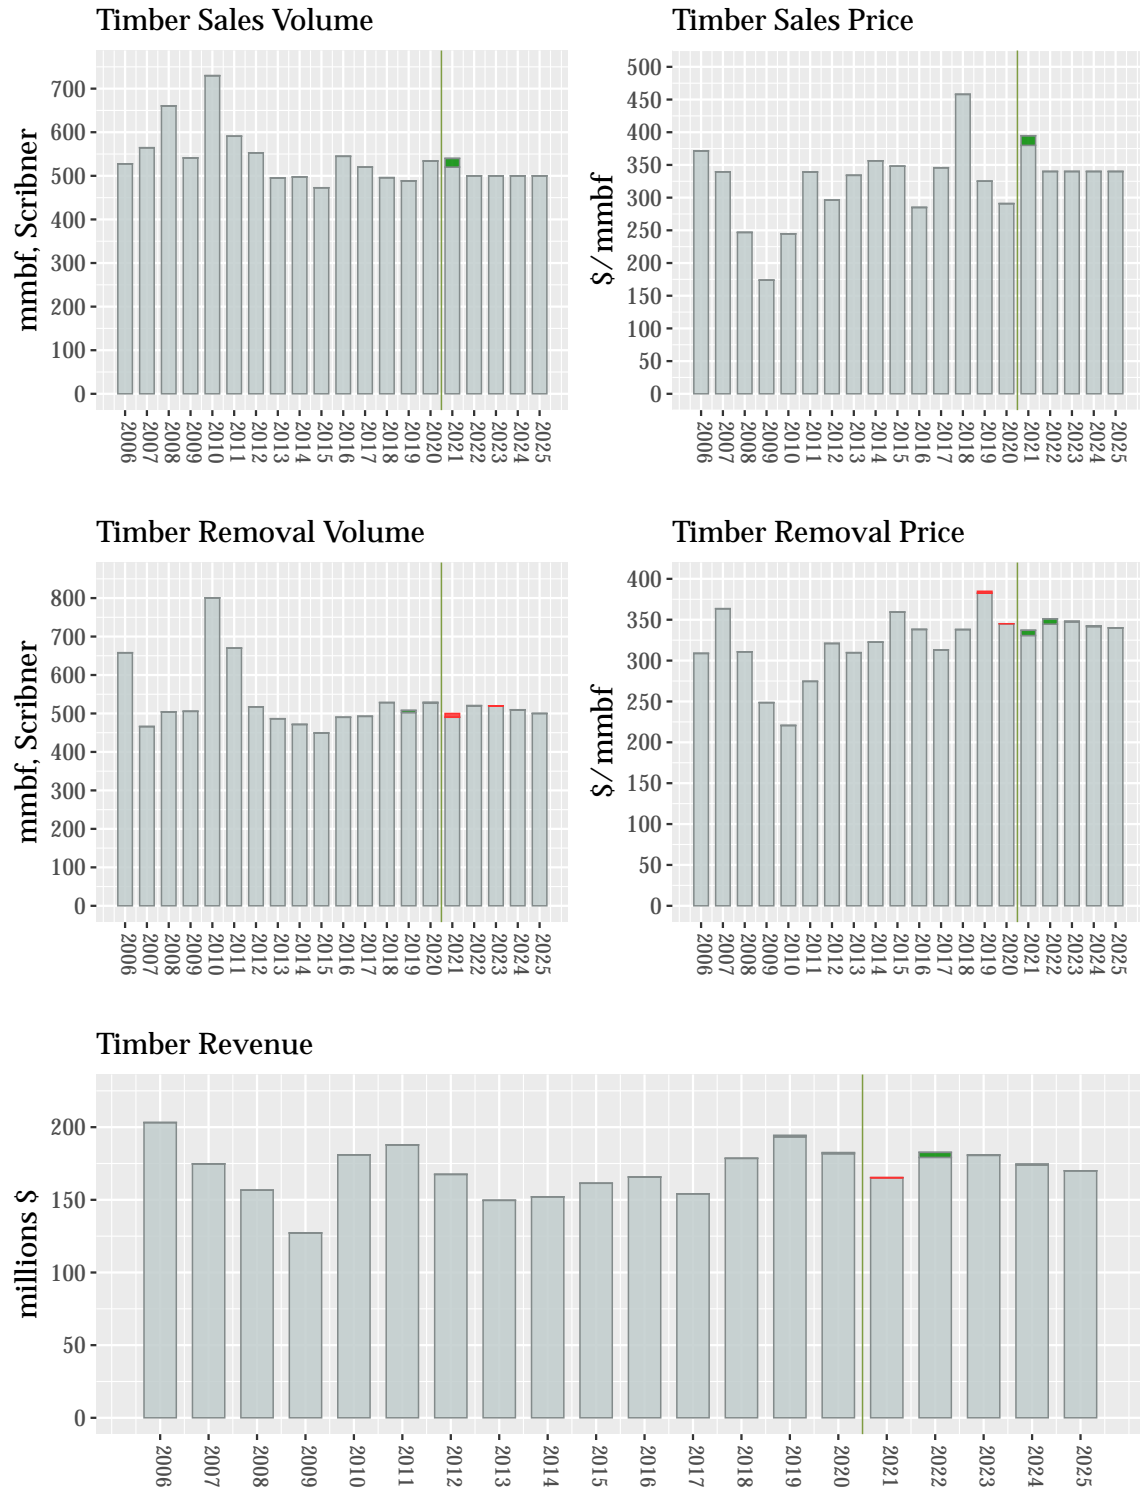 Timber Sales Volume
mmbf, Scribner
700
600
500
400
300
200
100
0
2006 2007 2008 2009 2010 2011 2012 2013 2014 2015 2016 2017 2018 2019 2020 2021 2022 2023 2024 2025
Timber Sales Price
$/mmbf
500
450
400
350
300
250
200
150
100
50
0
2006 2007 2008 2009 2010 2011 2012 2013 2014 2015 2016 2017 2018 2019 2020 2021 2022 2023 2024 2025
Timber Removal Volume
mmbf, Scribner
800
700
600
500
400
300
200
100
0
2006 2007 2008 2009 2010 2011 2012 2013 2014 2015 2016 2017 2018 2019 2020 2021 2022 2023 2024 2025
Timber Removal Price
$/mmbf
400
350
300
250
200
150
100
50
0
2006 2007 2008 2009 2010 2011 2012 2013 2014 2015 2016 2017 2018 2019 2020 2021 2022 2023 2024 2025
Timber Revenue
millions $
200
150
100
50
0
2006 2007 2008 2009 2010 2011 2012 2013 2014 2015 2016 2017 2018 2019 2020 2021 2022 2023 2024 2025